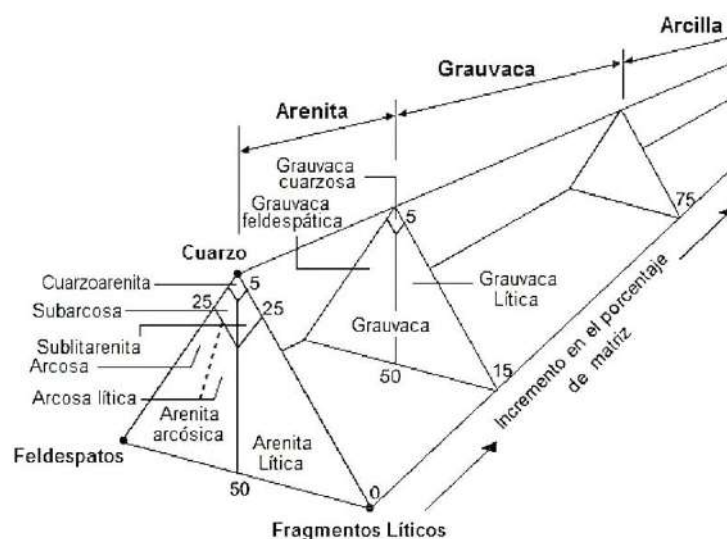 Arcilla
Grauvaca
Arenita
Grauvaca
cuarzosa
Grauvaca
feldespática
5
75
Cuarzo
Cuarzoarenita
5
Grauvaca
Lítica
25
25
Subarcosa
Grauvaca
Sublitarenita
Arcosa
50
15
Incremento en el porcentaje
de matriz
Arcosa lítica
Arenita
arcósica
Arenita
Lítica
Feldespatos
50
0
Fragmentos Líticos